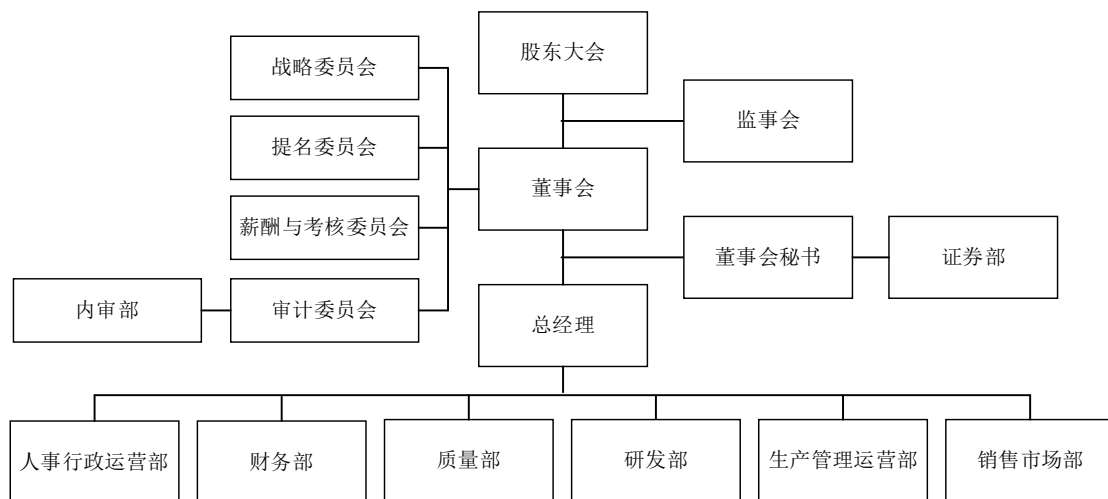 股东大会
战略委员会
监事会
提名委员会
董事会
薪酬与考核委员会
董事会秘书
证券部
内审部
审计委员会
总经理
人事行政运营部
财务部
质量部
研发部
生产管理运营部
销售市场部